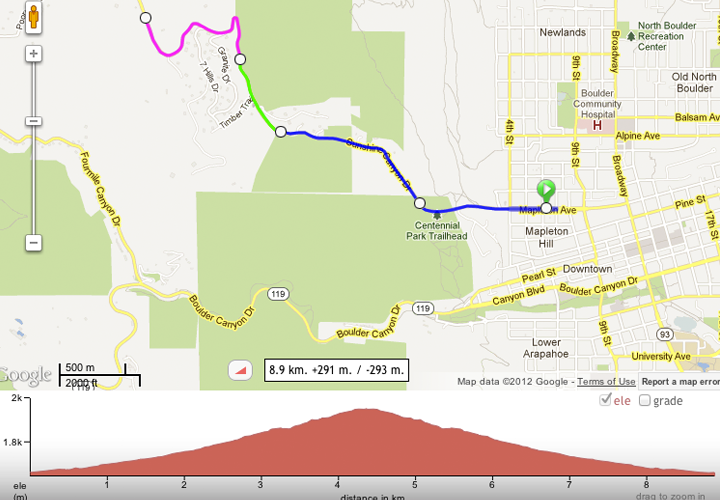 Newlands
North Boulder
Recreation
Center
9th St
Broadway
Old North
Boulder
Boulder
Community
Hospital
H
Balsam Av
4th St
Alpine Ave
9th St
Broadway
Granite Dr
7 Hills Dr
Timber Trai
Sunshine Canyon Dr
Fourmile Canyon Dr
Mapleton Ave
Pine St
17th St
Centennial
Park Trailhead
Mapleton
Hill
Pearl St
Downtown
Canyon Blvd
Boulder Canyon Dr
119
Boulder Canyon Dr
119
Boulder Canyon Dr
9th St
93
Lower
Arapahoe
University Ave
Google
500 m
2000 ft
119
8.9 km. +291 m. / -293 m.
Map data ©2012 Google - Terms of Use
Report a map error
2k
ele
grade
1.8k
ele
(m)
1 2 3 4 5 6 7 8
distance in km
drag to zoom in